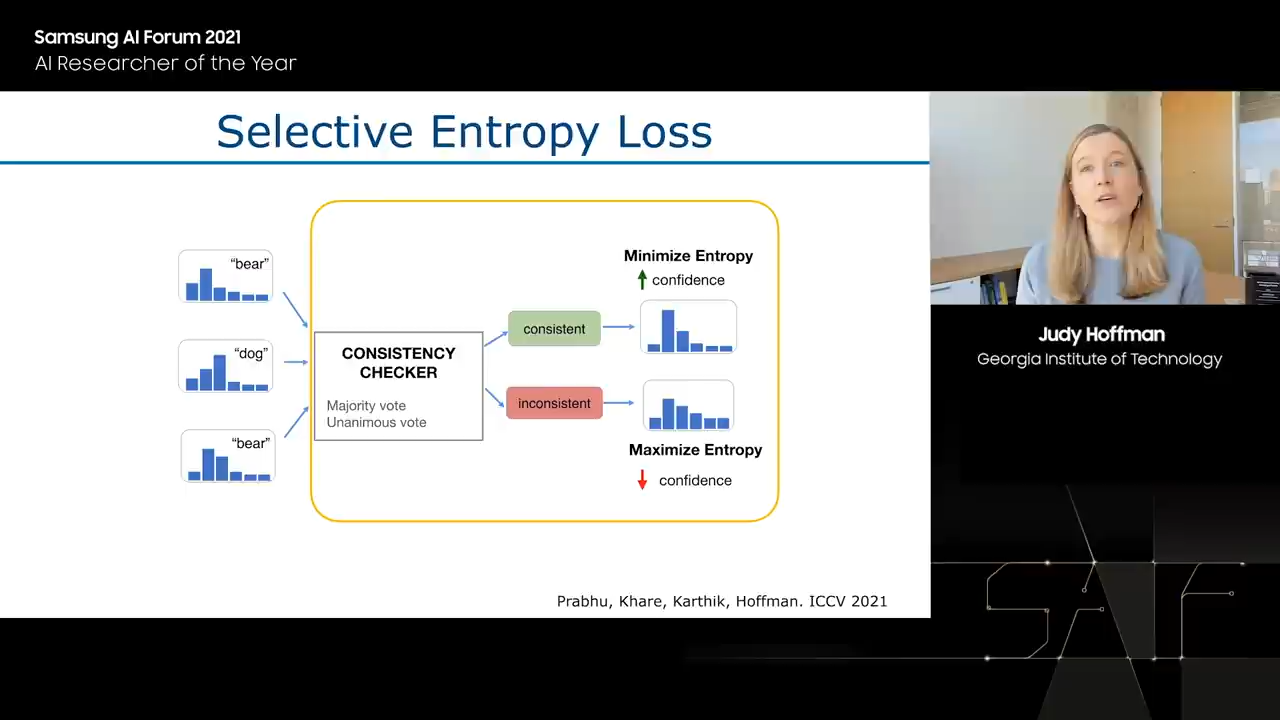 Samsung AI Forum 2021
AI Researcher of the Year
Selective Entropy Loss
“bear”
“dog”
“bear”
CONSISTENCY
CHECKER
Majority vote
Unanimous vote
consistent
inconsistent
Minimize Entropy
confidence
Maximize Entropy
confidence
Prabhu, Khare, Karthik, Hoffman. ICCV 2021
Judy Hoffman
Georgia Institute of Technology
SAF